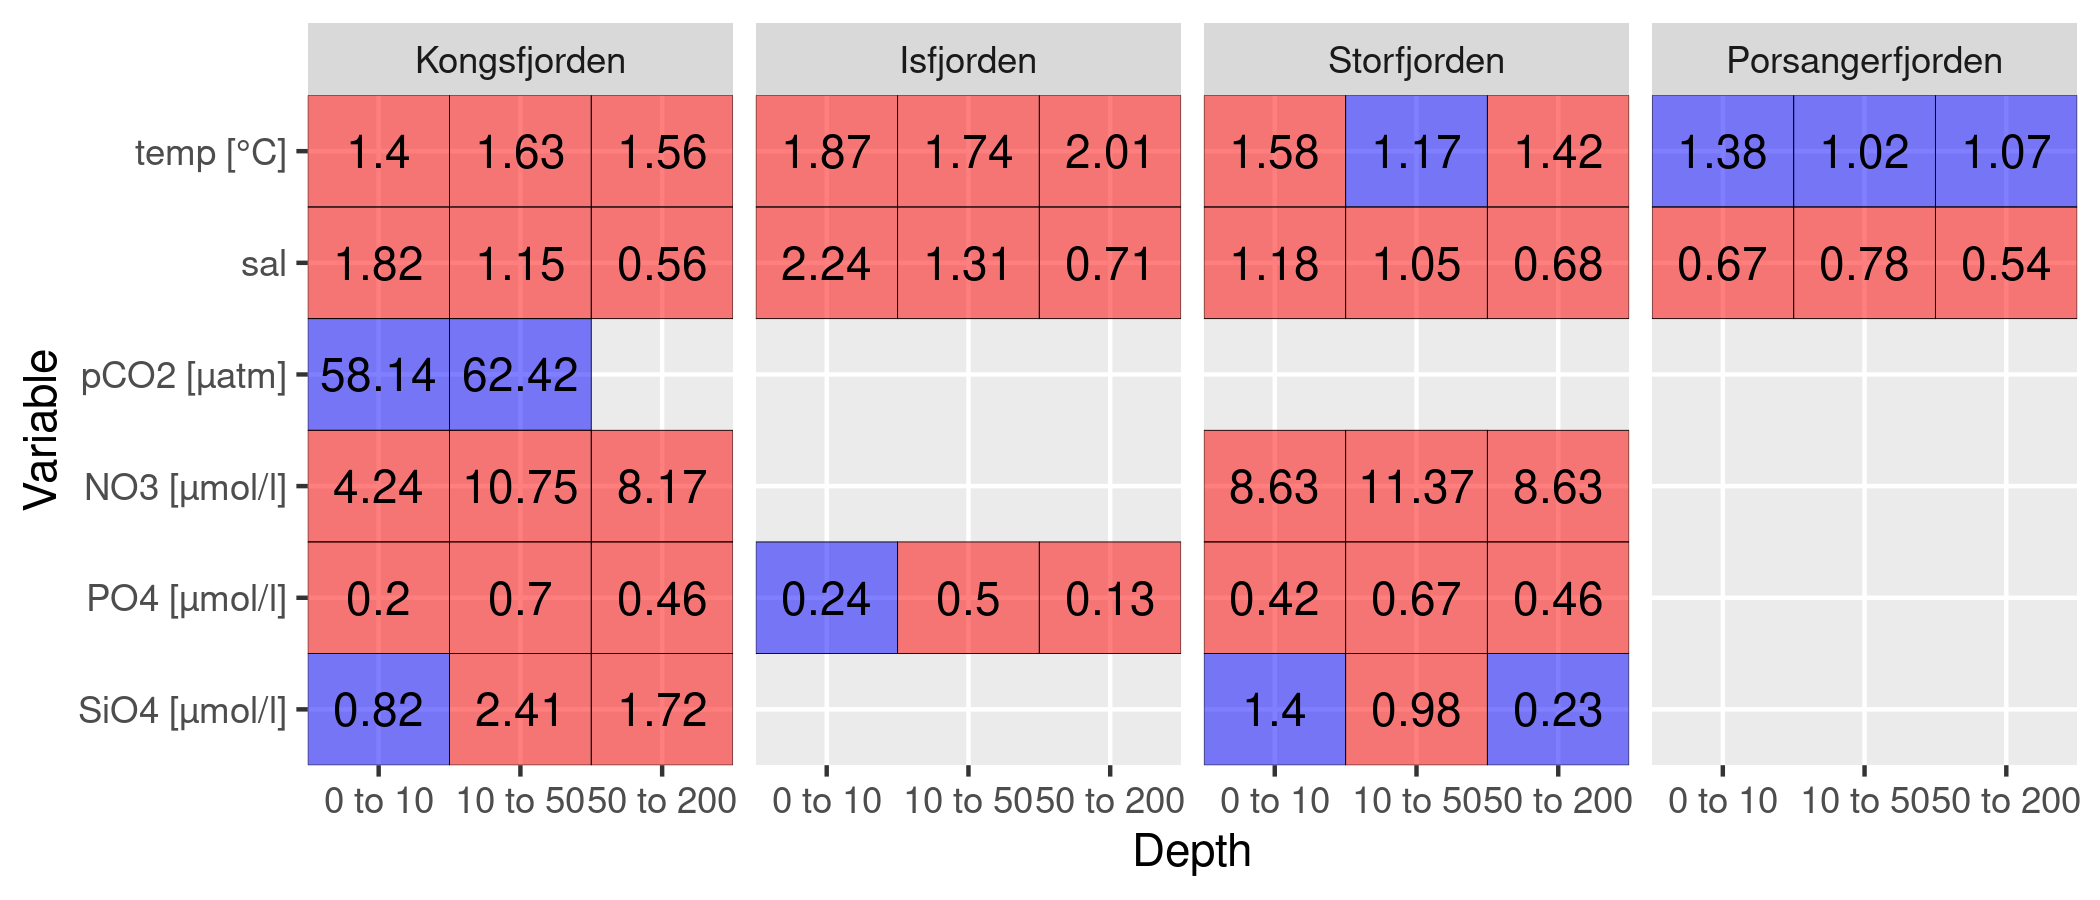 Kongsfjorden Isfjorden Storfjorden Porsangerfjorden
temp [°C] 1.4 1.63 1.56 1.87 1.74 2.01 1.58 1.17 1.42 1.38 1.02 1.07
sal 1.82 1.15 0.56 2.24 1.31 0.71 1.18 1.05 0.68 0.67 0.78 0.54
pCO2 [µatm] 58.14 62.42
NO3 [µmol/l] 4.24 10.75 8.17 8.63 11.37 8.63
PO4 [µmol/l] 0.2 0.7 0.46 0.24 0.5 0.13 0.42 0.67 0.46
SiO4 [µmol/l] 0.82 2.41 1.72 1.4 0.98 0.23
0 to 10 10 to 50 50 to 200 0 to 10 10 to 50 50 to 200 0 to 10 10 to 50 50 to 200 0 to 10 10 to 50 50 to 200
Depth
Variable